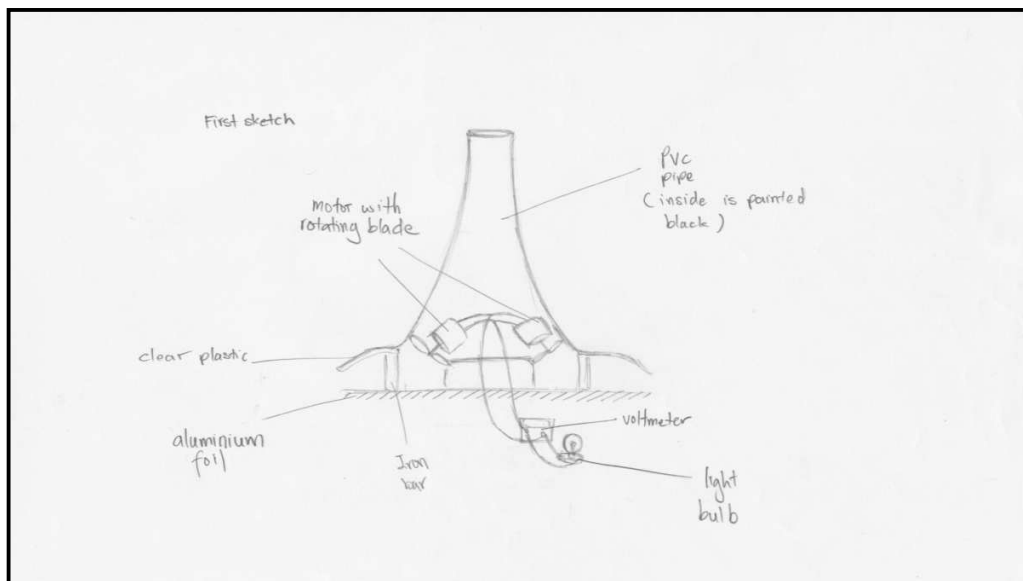 First sketch
PVC
pipe
(inside is painted
black)
motor with
rotating blade
clear plastic
aluminium
foil
Iron
bar
voltmeter
light
bulb